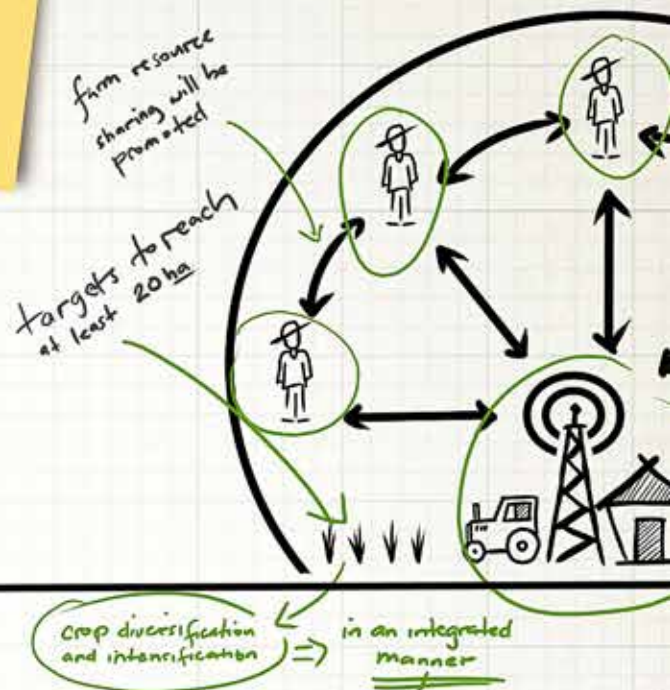 farm resource
sharing will be
promoted
targets to reach
at least 20 ha
crop diversification
and intensification
=> in an integrated
manner